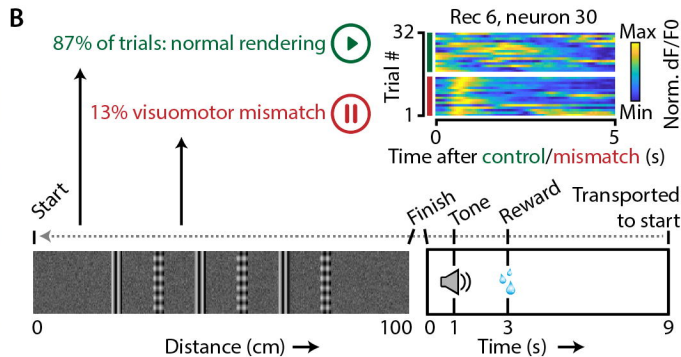 B
87% of trials: normal rendering
13% visuomotor mismatch
Rec 6, neuron 30
32
1
Trial #
0
5
Time after control/mismatch (s)
Max
Min
Norm. dF/F0
Start
Finish
Tone
Reward
Transported
to start
0
100
Distance (cm)
0
1
3
9
Time (s)